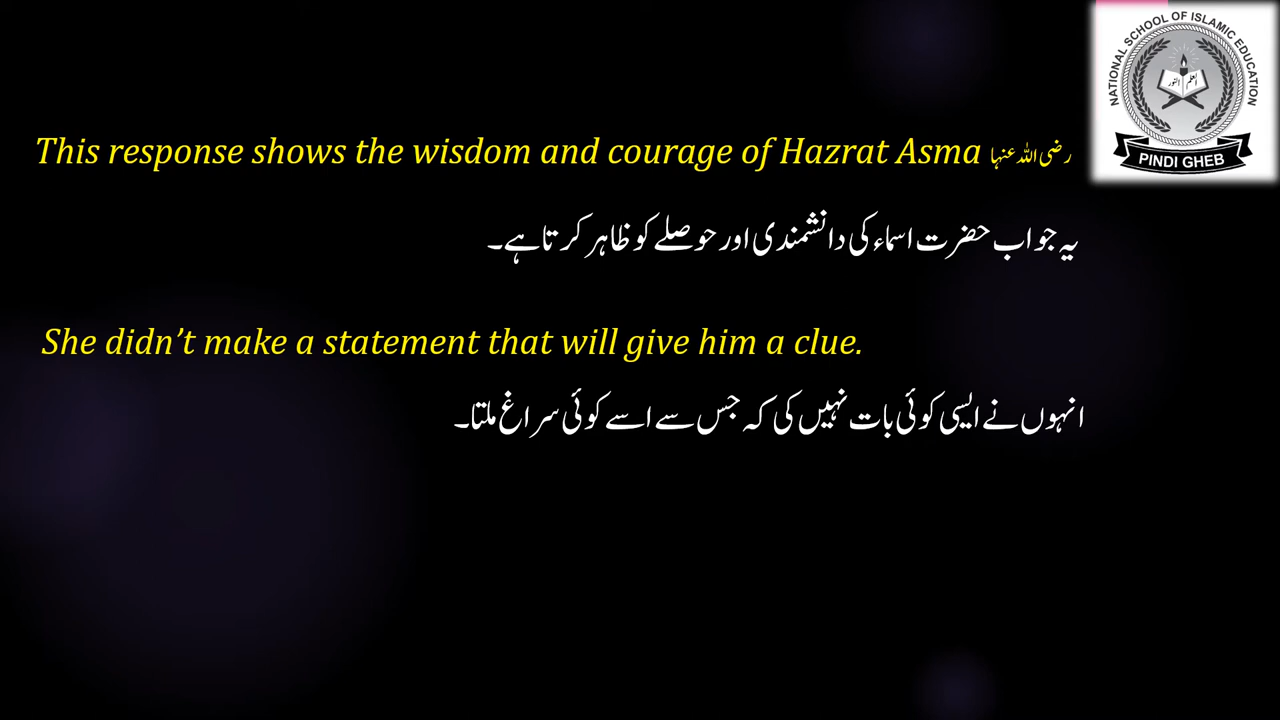 NATIONAL SCHOOL OF ISLAMIC EDUCATION
PINDI GHEB
This response shows the wisdom and courage of Hazrat Asma رضی اللہ عنہا
یہ جواب حضرت اسماء کی دانشمندی اور حوصلے کو ظاہر کرتا ہے۔
She didn’t make a statement that will give him a clue.
انہوں نے ایسی کوئی بات نہیں کی کہ جس سے اسے کوئی سراغ ملتا۔